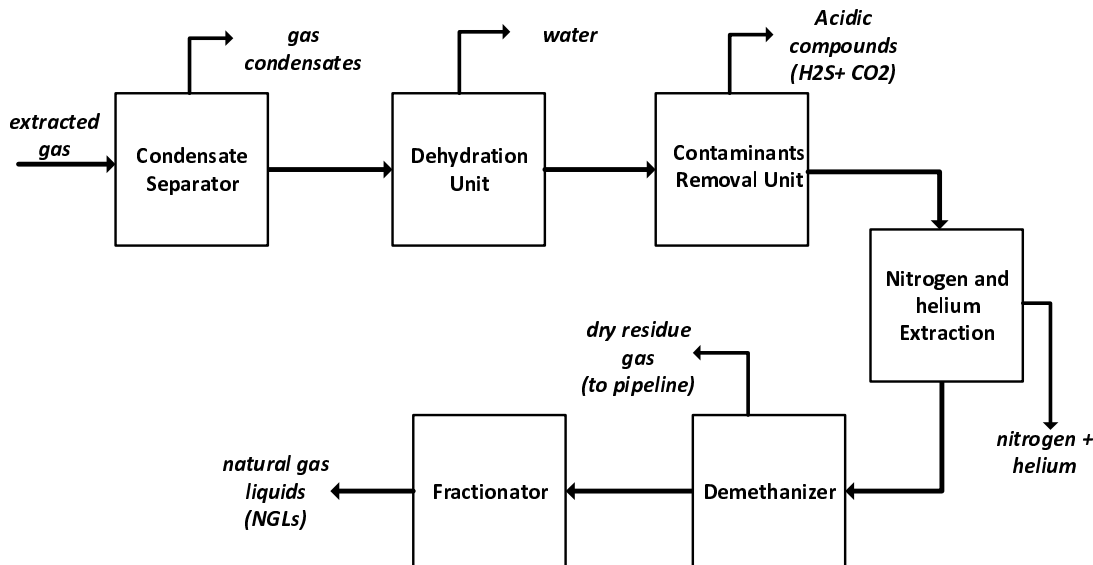 gas
condensates
water
Acidic
compounds
(H2S+ CO2)
extracted
gas
Condensate
Separator
Dehydration
Unit
Contaminants
Removal Unit
Nitrogen and
helium
Extraction
dry residue
gas
(to pipeline)
nitrogen +
helium
natural gas
liquids
(NGLs)
Fractionator
Demethanizer